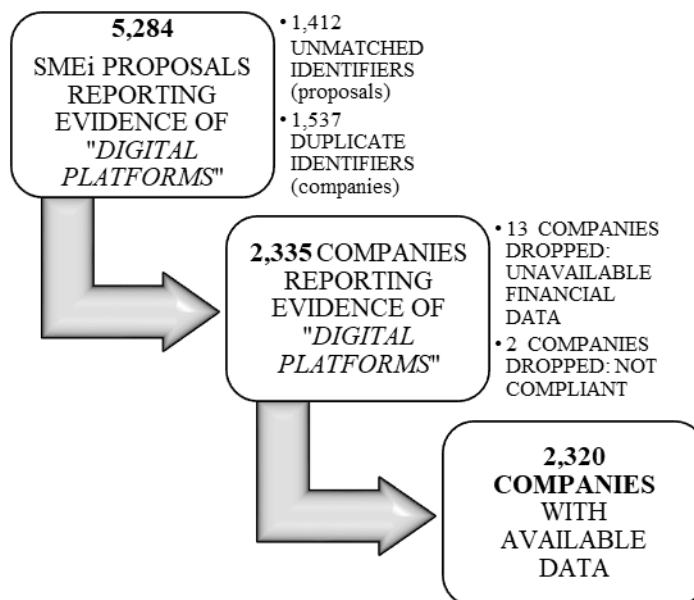 5,284
SMEi PROPOSALS
REPORTING
EVIDENCE OF
"DIGITAL
PLATFORMS"
• 1,412
UNMATCHED
IDENTIFIERS
(proposals)
• 1,537
DUPLICATE
IDENTIFIERS
(companies)
2,335 COMPANIES
REPORTING
EVIDENCE OF
"DIGITAL
PLATFORMS"
• 13 COMPANIES
DROPPED:
UNAVAILABLE
FINANCIAL
DATA
• 2 COMPANIES
DROPPED: NOT
COMPLIANT
2,320
COMPANIES
WITH
AVAILABLE
DATA